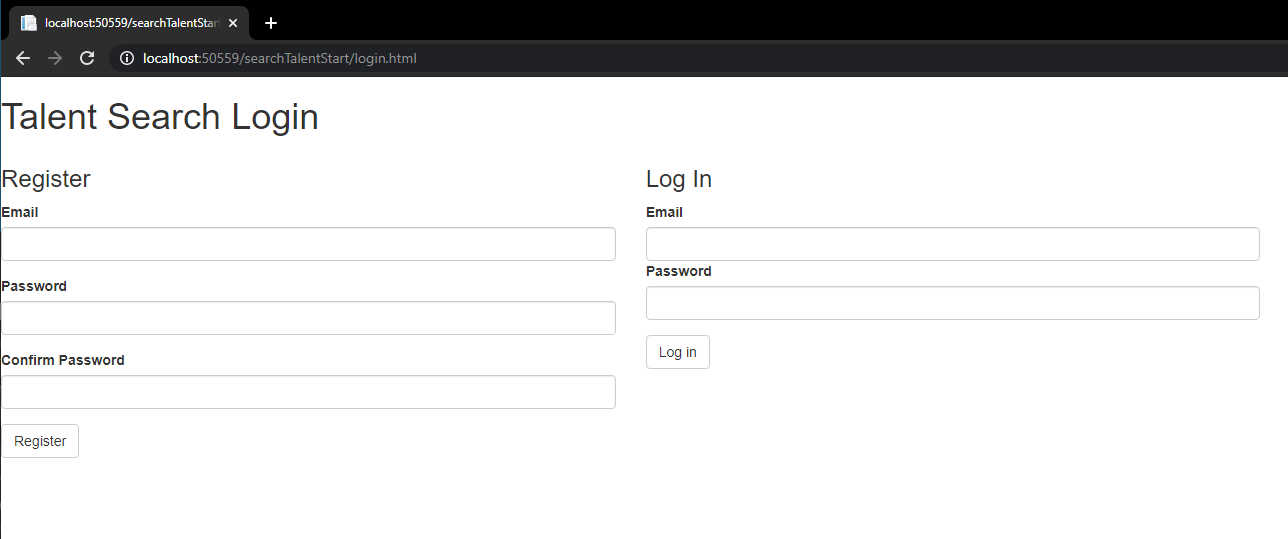 localhost:50559/searchTalentStar
localhost:50559/searchTalentStart/login.html
Talent Search Login
Register
Email
Password
Confirm Password
Register
Log In
Email
Password
Log in